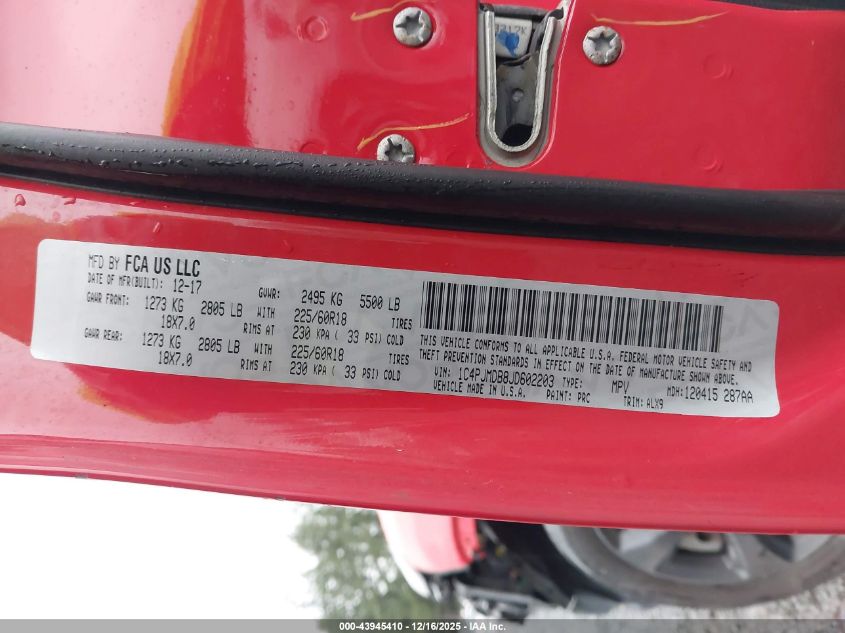 MFD BY FCA US LLC
DATE OF MFR(BUILT): 12-17 GVWR: 2495 KG 5500 LB
GAWR FRONT: 1273 KG 2805 LB WITH 225/60R18 TIRES
18X7.0 RIMS AT 230 KPA ( 33 PSI) COLD
GAWR REAR: 1273 KG 2805 LB WITH 225/60R18 TIRES
18X7.0 RIMS AT 230 KPA ( 33 PSI) COLD
THIS VEHICLE CONFORMS TO ALL APPLICABLE U.S.A. FEDERAL MOTOR VEHICLE SAFETY AND
THEFT PREVENTION STANDARDS IN EFFECT ON THE DATE OF MANUFACTURE SHOWN ABOVE.
VIN: 1C4PJMDB8JD602203 TYPE: MPV MDH: 120415 287AA
VEHICLE MADE IN U.S.A. PAINT: PRC TRIM: ALX9
000-43945410 - 12/16/2025 - IAA Inc.